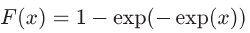 F(x) = 1 − exp(− exp(x))